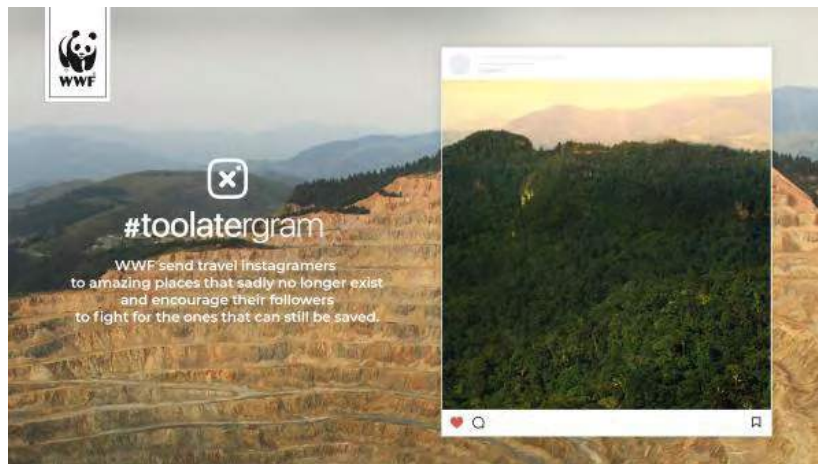 WWF
#toolatergram
WWF send travel instagramers
to amazing places that sadly no longer exist
and encourage their followers
to fight for the ones that can still be saved.